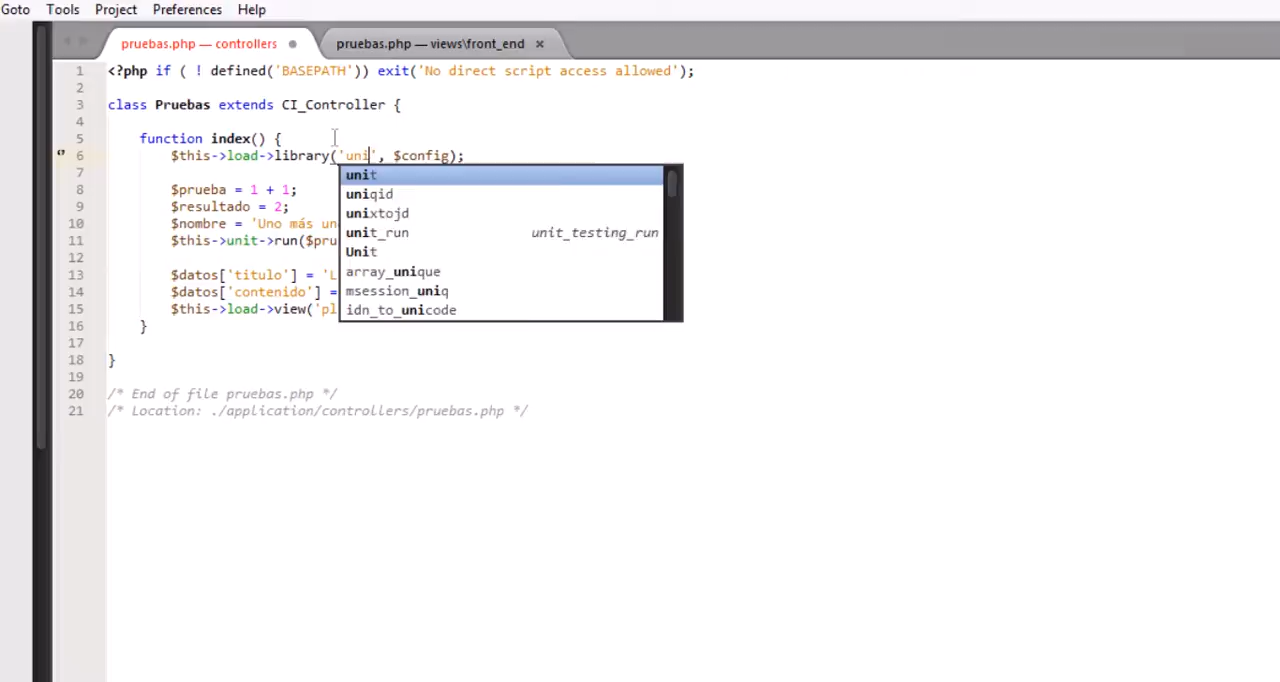 Goto Tools Project Preferences Help
pruebas.php — controllers pruebas.php — views\front_end
1 <?php if ( ! defined('BASEPATH')) exit('No direct script access allowed');
2
3 class Pruebas extends CI_Controller {
4
5 function index() {
6 $this->load->library('uni', $config);
7
8 $prueba = 1 + 1;
9 $resultado = 2;
10 $nombre = 'Uno más un
11 $this->unit->run($pru
12
13 $datos['titulo'] = 'L
14 $datos['contenido'] =
15 $this->load->view('pl
16 }
17
18 }
19
20 /* End of file pruebas.php */
21 /* Location: ./application/controllers/pruebas.php */
unit
uniqid
unixtojd
unit_run unit_testing_run
Unit
array_unique
msession_uniq
idn_to_unicode